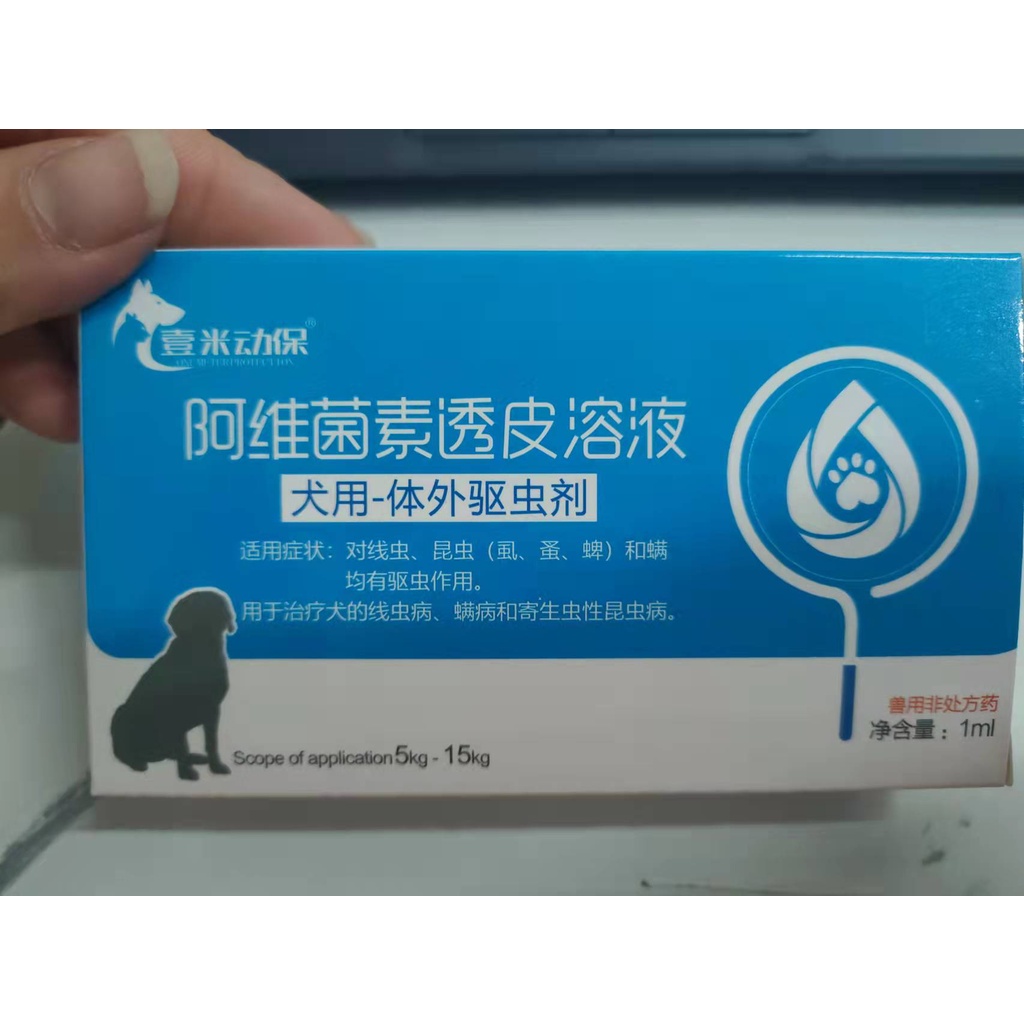 壹米动保®
ONE METER PROTECTION
阿维菌素透皮溶液
犬用-体外驱虫剂
适用症状：对线虫、昆虫（虱、蚤、蜱）和螨
均有驱虫作用。
用于治疗犬的线虫病、螨病和寄生虫性昆虫病。
兽用非处方药
净含量：1ml
Scope of application 5kg - 15kg